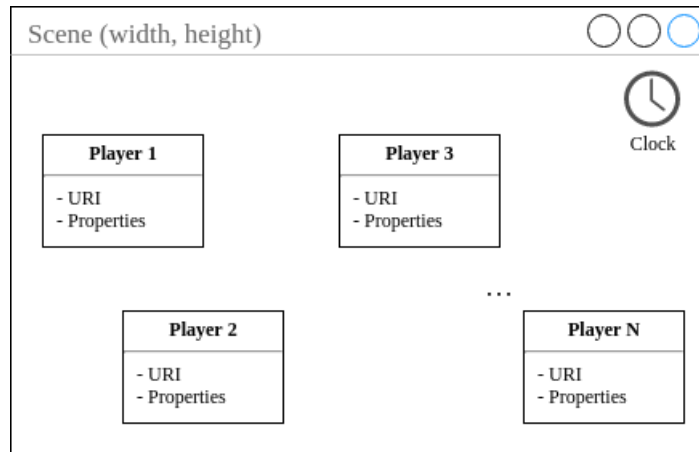 Scene (width, height)
Clock
Player 1
- URI
- Properties
Player 3
- URI
- Properties
...
Player 2
- URI
- Properties
Player N
- URI
- Properties